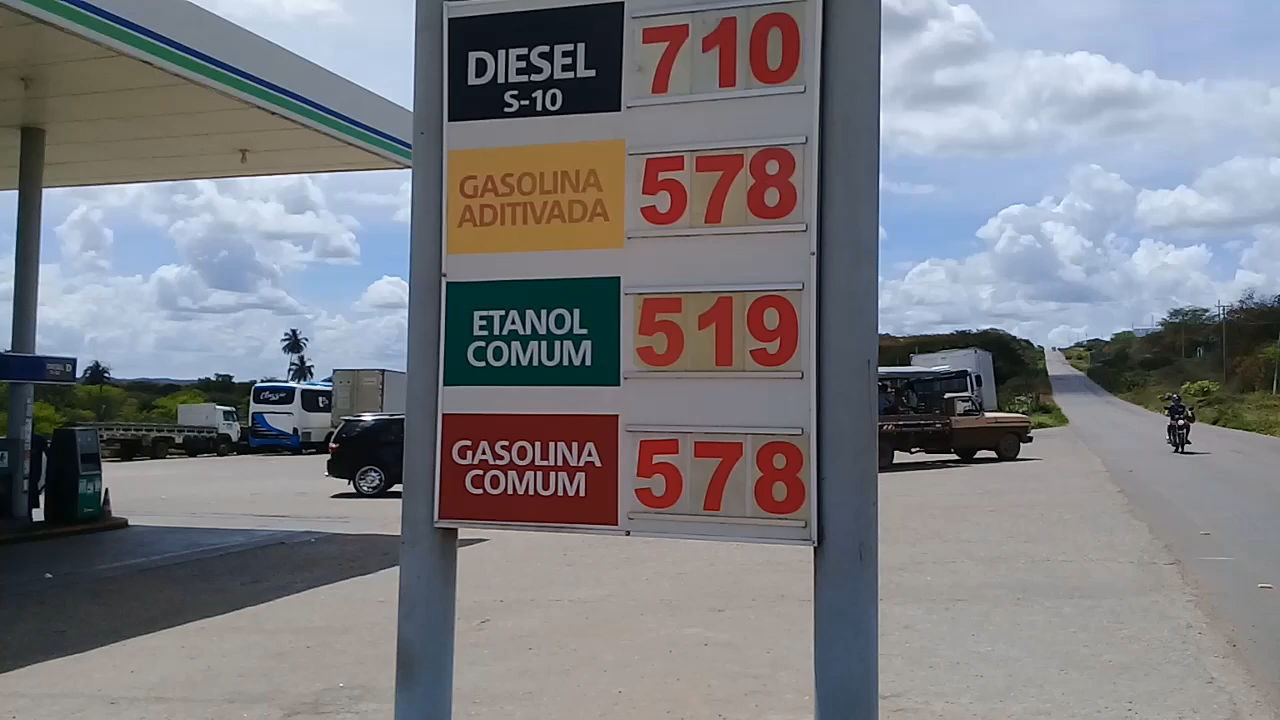 DIESEL
S-10
710
GASOLINA
ADITIVADA
578
ETANOL
COMUM
519
GASOLINA
COMUM
578